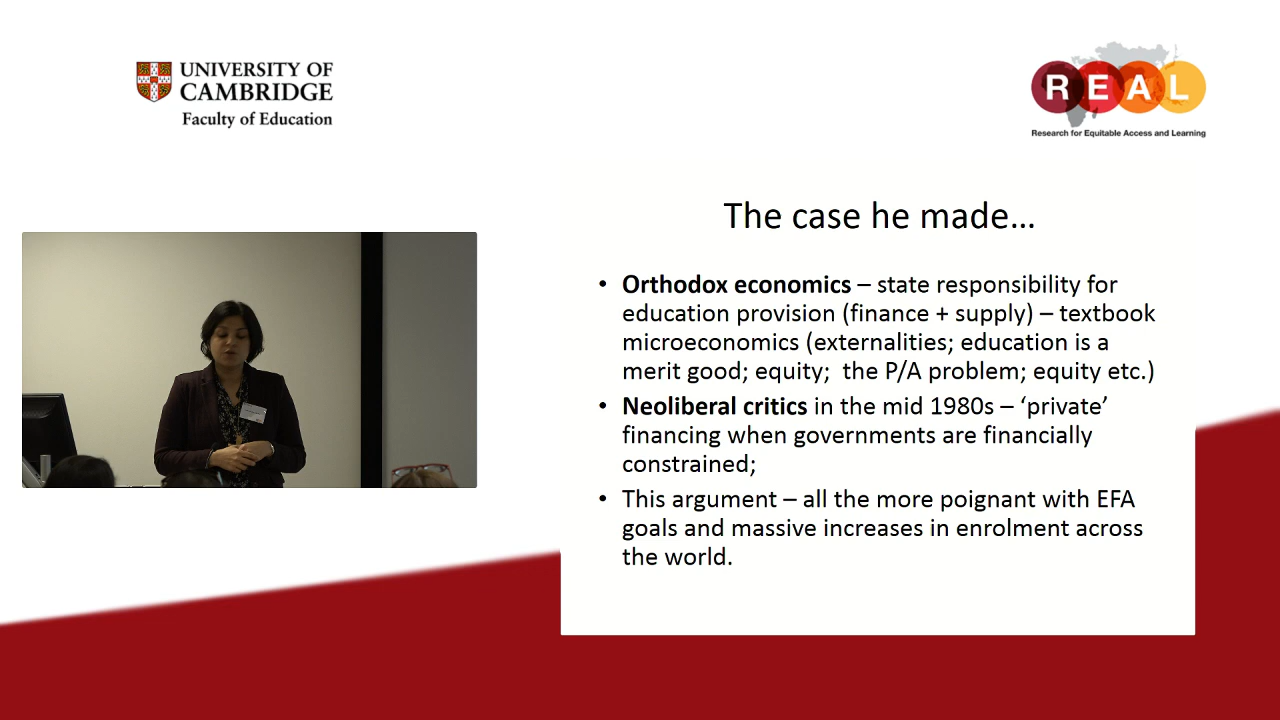 UNIVERSITY OF
CAMBRIDGE
Faculty of Education
REAL
Research for Equitable Access and Learning
The case he made…
• Orthodox economics – state responsibility for
education provision (finance + supply) – textbook
microeconomics (externalities; education is a
merit good; equity;  the P/A problem; equity etc.)
• Neoliberal critics in the mid 1980s – ‘private’
financing when governments are financially
constrained;
• This argument – all the more poignant with EFA
goals and massive increases in enrolment across
the world.